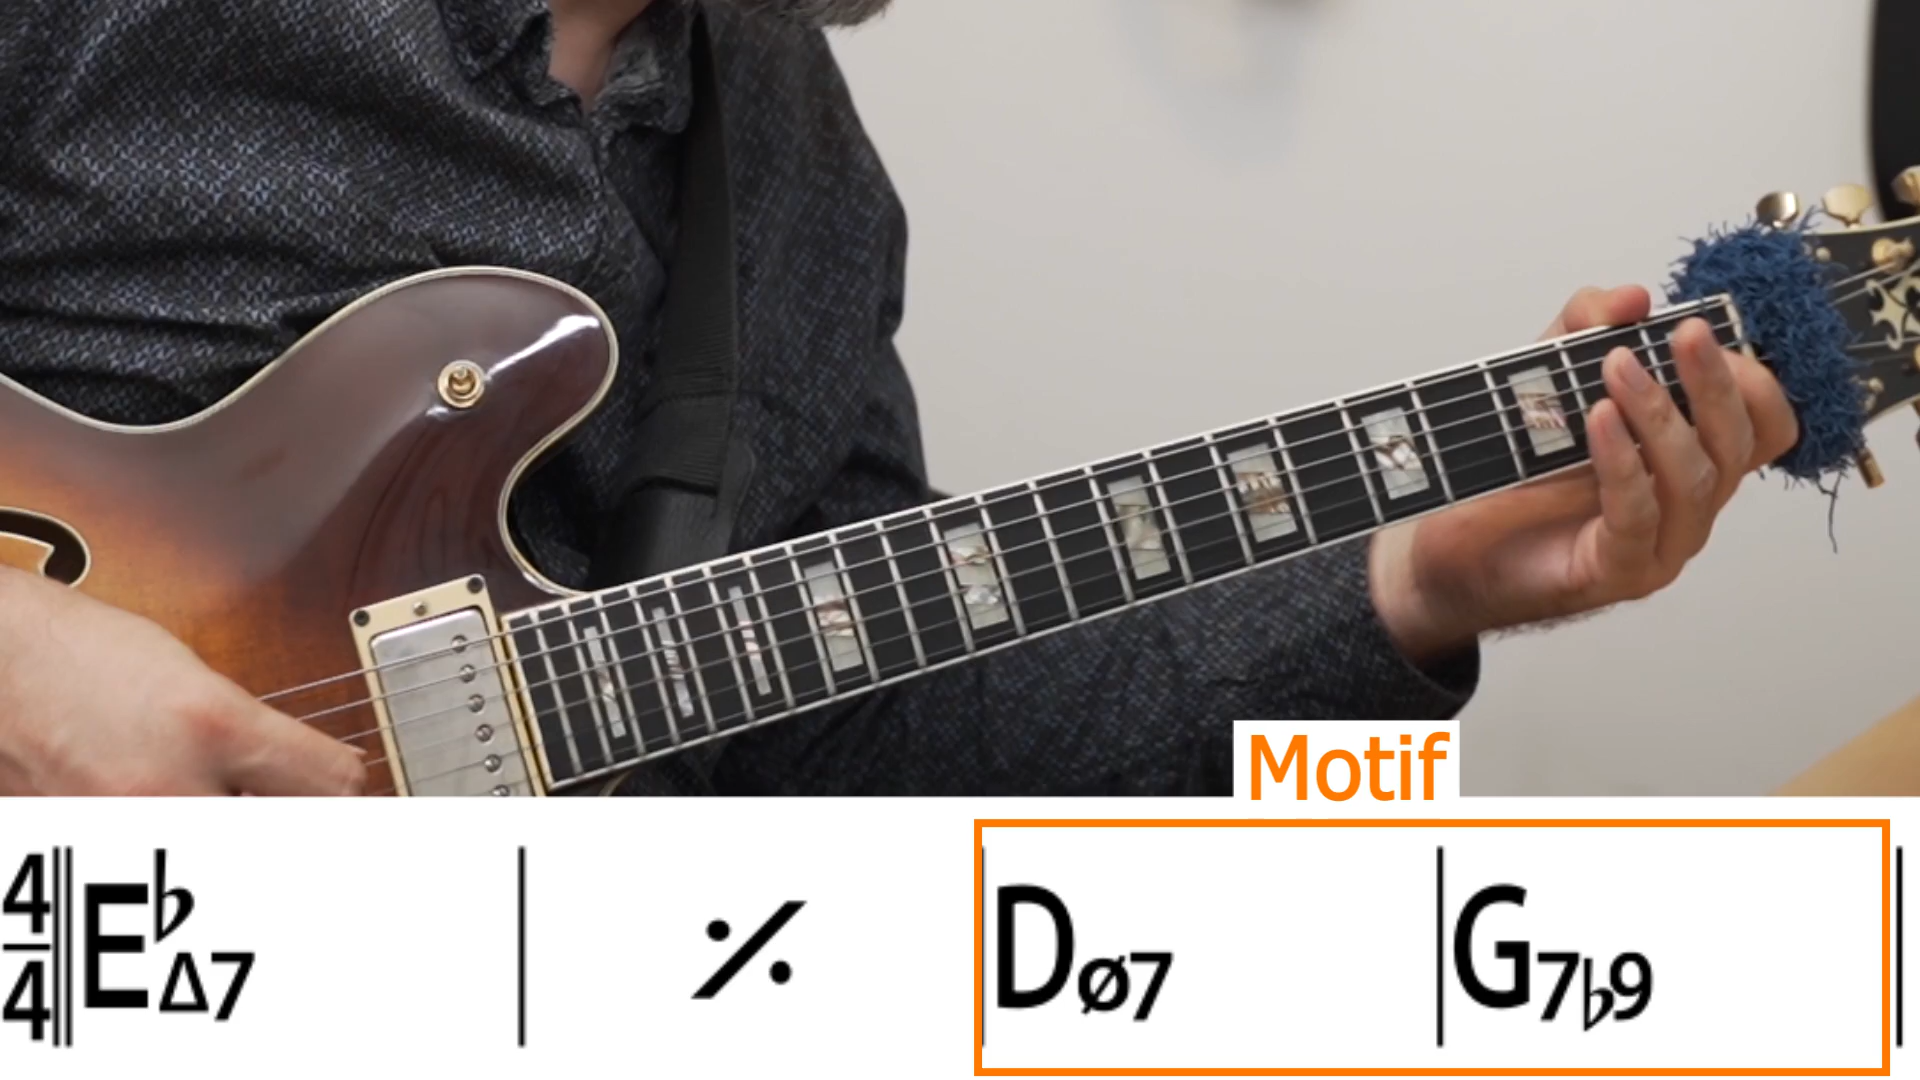 Motif
4/4 E♭Δ7 | 𝄎 | Dø7 | G7♭9 |